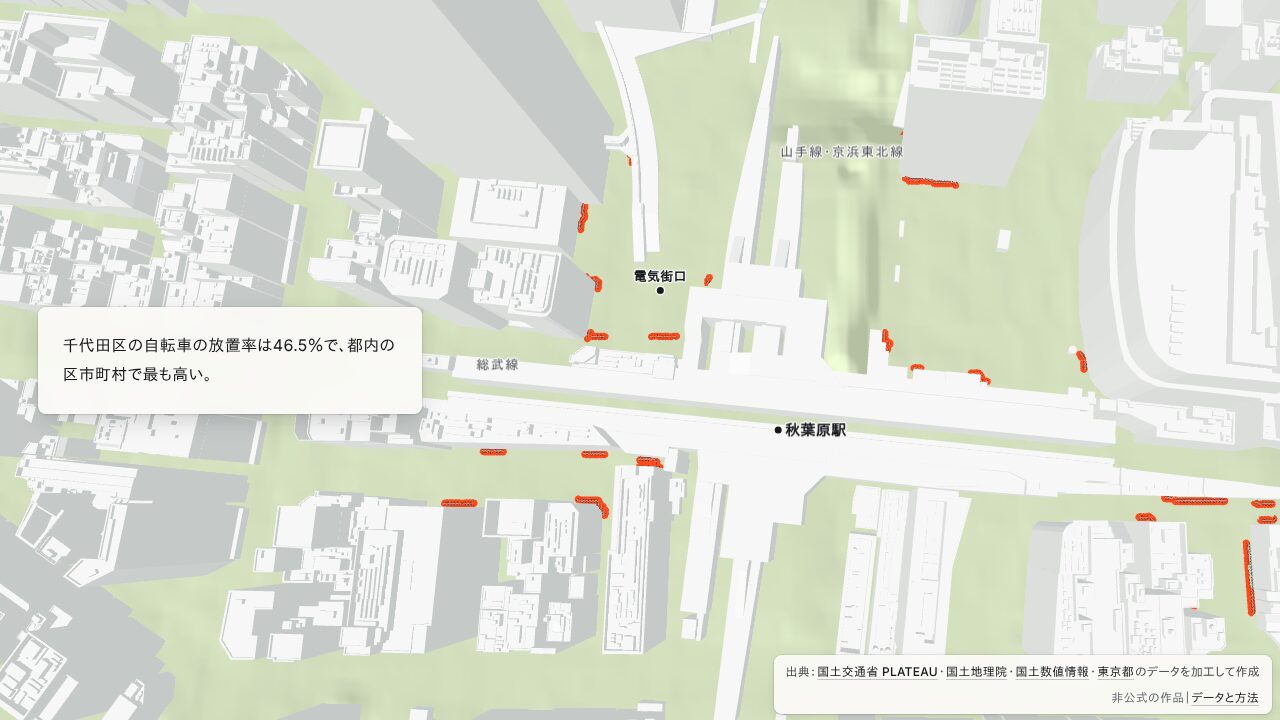 山手線・京浜東北線
電気街口
千代田区の自転車の放置率は46.5%で、都内の
区市町村で最も高い。
総武線
秋葉原駅
出典：国土交通省 PLATEAU・国土地理院・国土数値情報・東京都のデータを加工して作成
非公式の作品 | データと方法